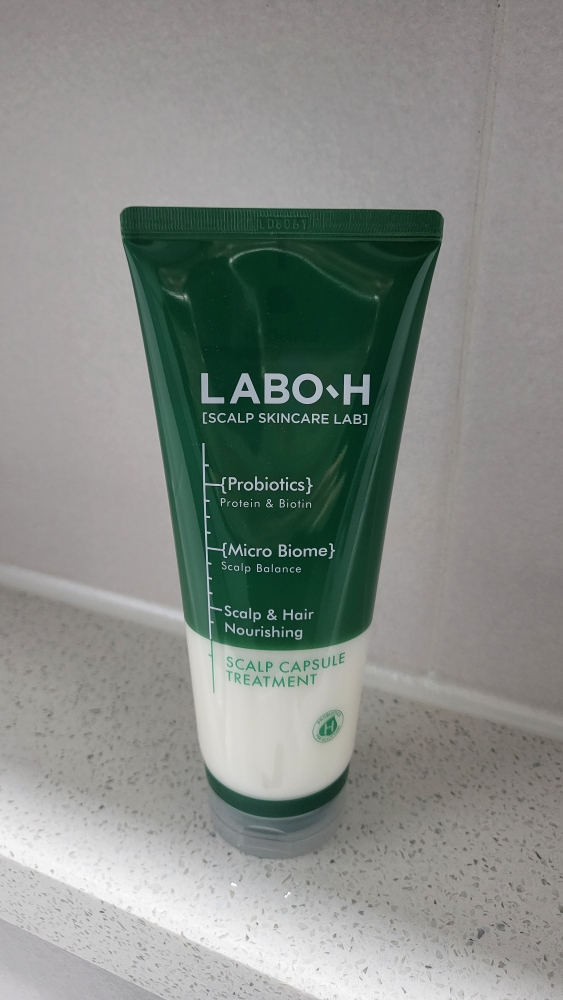 LABO-H
[SCALP SKINCARE LAB]
{Probiotics}
Protein & Biotin
{Micro Biome}
Scalp Balance
Scalp & Hair
Nourishing
SCALP CAPSULE
TREATMENT
H